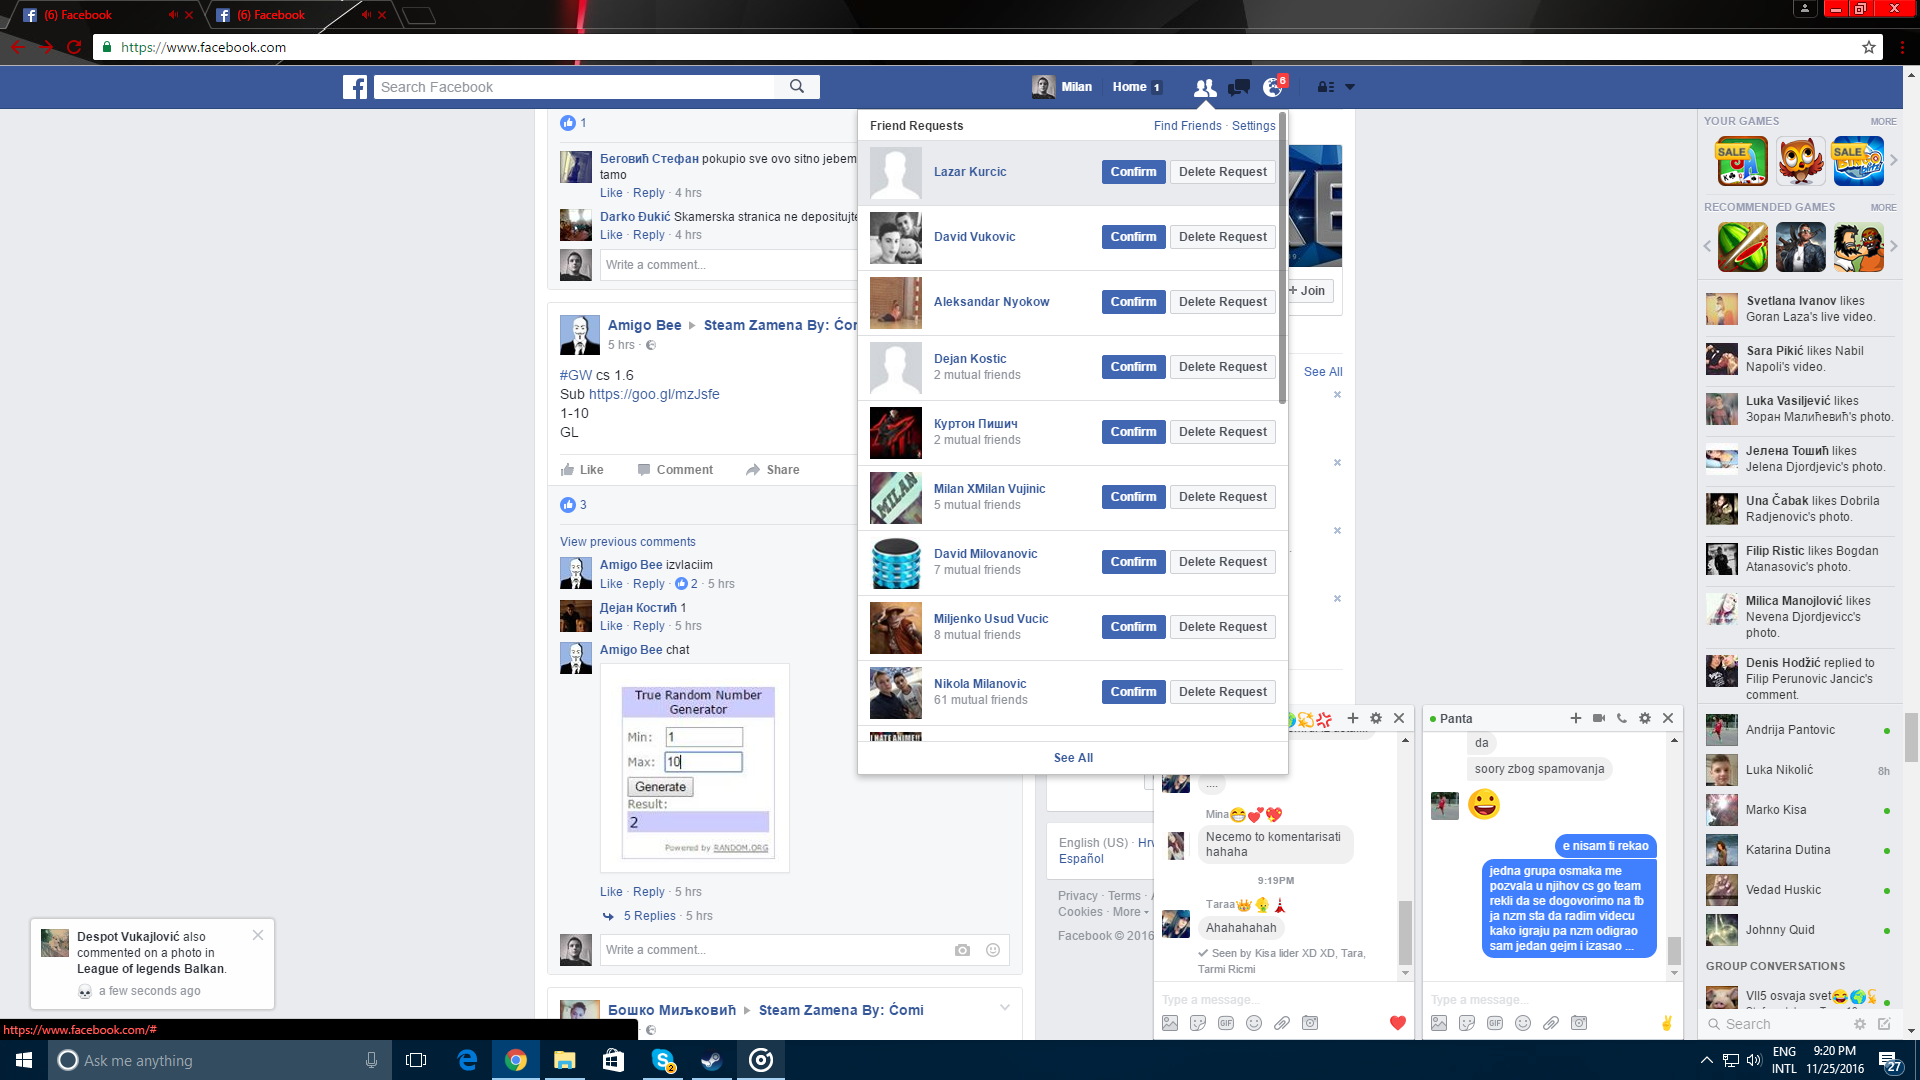 (6) Facebook
(6) Facebook
https://www.facebook.com
Search Facebook
Milan
Home 1
6
1
Беговић Стефан pokupio sve ovo sitno jebem
tamo
Like · Reply · 4 hrs
Darko Đukić Skamerska stranica ne depositujte
Like · Reply · 4 hrs
Write a comment...
Amigo Bee ▶ Steam Zamena By: Ćor
5 hrs ·
#GW cs 1.6
Sub https://goo.gl/mzJsfe
1-10
GL
Like Comment Share
3
View previous comments
Amigo Bee izvlaciim
Like · Reply · 2 · 5 hrs
Дејан Костић 1
Like · Reply · 5 hrs
Amigo Bee chat
True Random Number
Generator
Min: 1
Max: 10
Generate
Result:
2
Powered by RANDOM.ORG
Like · Reply · 5 hrs
5 Replies · 5 hrs
Write a comment...
Бошко Миљковић ▶ Steam Zamena By: Ćomi
Friend Requests
Find Friends · Settings
Lazar Kurcic
Confirm Delete Request
David Vukovic
Confirm Delete Request
Aleksandar Nyokow
Confirm Delete Request
Dejan Kostic
2 mutual friends
Confirm Delete Request
Куртон Пишич
2 mutual friends
Confirm Delete Request
MILAN
Milan XMilan Vujinic
5 mutual friends
Confirm Delete Request
David Milovanovic
7 mutual friends
Confirm Delete Request
Miljenko Usud Vucic
8 mutual friends
Confirm Delete Request
Nikola Milanovic
61 mutual friends
Confirm Delete Request
I HATE ANIME!!
See All
+ Join
See All
English (US) · Hrv
Español
Privacy · Terms ·
Cookies · More
Facebook © 2016
....
Mina😁💕💖
Necemo to komentarisati
hahaha
9:19PM
Taraa👑
Ahahahahah
✓ Seen by Kisa lider XD XD, Tara,
Tarmi Ricmi
Type a message...
Panta
da
soory zbog spamovanja
e nisam ti rekao
jedna grupa osmaka me
pozvala u njihov cs go team
rekli da se dogovorimo na fb
ja nzm sta da radim videcu
kako igraju pa nzm odigrao
sam jedan gejm i izasao ...
Type a message...
YOUR GAMES
MORE
SALE
SALE
RECOMMENDED GAMES
MORE
Svetlana Ivanov likes
Goran Laza's live video.
Sara Pikić likes Nabil
Napoli's video.
Luka Vasiljević likes
Зоран Малићевић's photo.
Јелена Тошић likes
Jelena Djordjevic's photo.
Una Čabak likes Dobrila
Radjenovic's photo.
Filip Ristic likes Bogdan
Atanasovic's photo.
Milica Manojlović likes
Nevena Djordjevicc's
photo.
Denis Hodžić replied to
Filip Perunovic Jancic's
comment.
Andrija Pantovic
Luka Nikolić 8h
Marko Kisa
Katarina Dutina
Vedad Huskic
Johnny Quid
GROUP CONVERSATIONS
VII5 osvaja svet😂🌍
Search
Despot Vukajlović also
commented on a photo in
League of legends Balkan.
a few seconds ago
https://www.facebook.com/#
Ask me anything
2
ENG
INTL
9:20 PM
11/25/2016
27